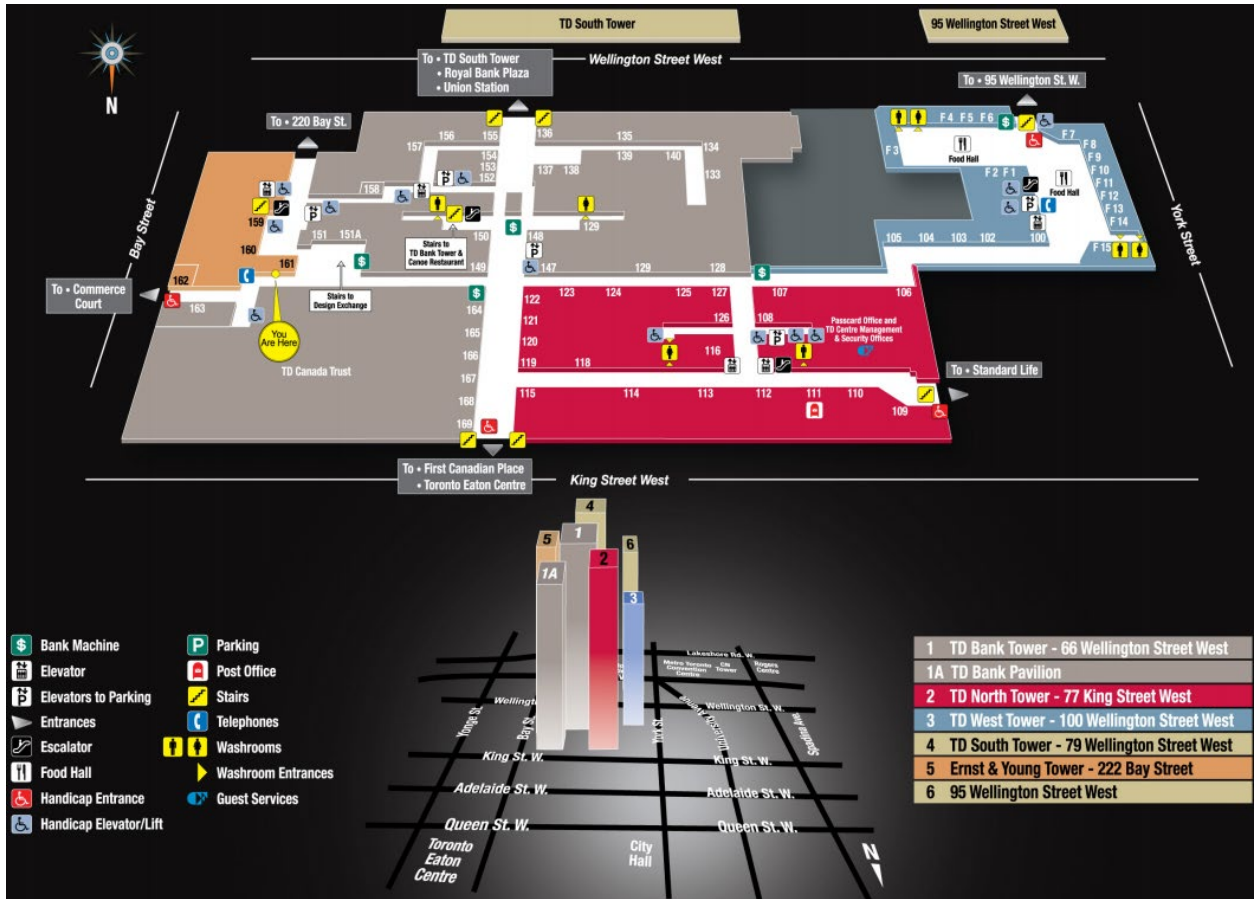 TD South Tower
95 Wellington Street West
N
To • TD South Tower
• Royal Bank Plaza
• Union Station
Wellington Street West
To • 95 Wellington St. W.
To • 220 Bay St.
Bay Street
York Street
155
136
156
135
157
154
134
139
140
153
137
138
152
133
158
159
151
151A
150
129
148
160
161
149
147
129
128
162
163
Stairs to
TD Bank Tower &
Canoe Restaurant
Stairs to
Design Exchange
To • Commerce
Court
You
Are Here
TD Canada Trust
F3
F4
F5
F6
F7
F8
F9
F10
F11
F12
F13
F14
F15
F2
F1
Food Hall
Food Hall
105
104
103
102
100
164
165
166
167
168
169
122
121
120
119
118
123
124
125
127
107
106
126
108
116
Passcard Office and
TD Centre Management
& Security Offices
115
114
113
112
111
110
109
To • Standard Life
To • First Canadian Place
• Toronto Eaton Centre
King Street West
4
1
5
6
2
1A
3
$ Bank Machine
Elevator
Elevators to Parking
Entrances
Escalator
Food Hall
Handicap Entrance
Handicap Elevator/Lift
P Parking
Post Office
Stairs
Telephones
Washrooms
Washroom Entrances
Guest Services
Lakeshore Rd. W.
Metro Toronto
Convention
Centre
CN
Tower
Rogers
Centre
Wellington St. W.
Yonge St.
Bay St.
York St.
University Avenue
Spadina Ave.
King St. W.
King St. W.
Adelaide St. W.
Adelaide St. W.
Queen St. W.
Queen St. W.
Toronto
Eaton
Centre
City
Hall
N
1 TD Bank Tower - 66 Wellington Street West
1A TD Bank Pavilion
2 TD North Tower - 77 King Street West
3 TD West Tower - 100 Wellington Street West
4 TD South Tower - 79 Wellington Street West
5 Ernst & Young Tower - 222 Bay Street
6 95 Wellington Street West